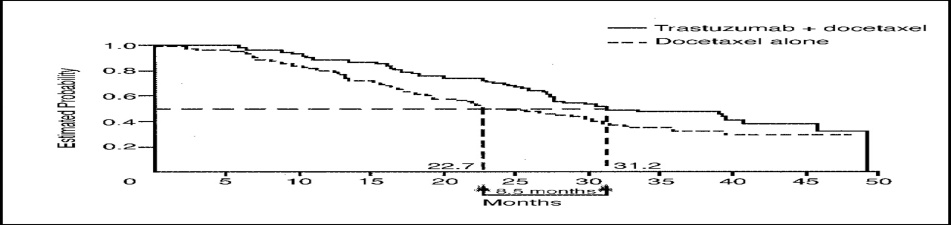 Trastuzumab + docetaxel
Docetaxel alone
1.0
0.8
0.6
0.4
0.2
Estimated Probability
22.7
31.2
0 5 10 15 20 25 30 35 40 45 50
8.5 months
Months